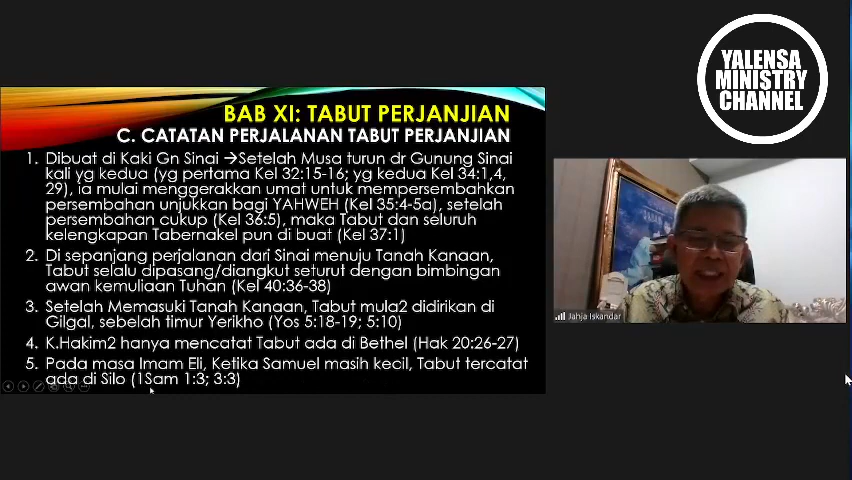 YALENSA
MINISTRY
CHANNEL
BAB XI: TABUT PERJANJIAN
C. CATATAN PERJALANAN TABUT PERJANJIAN
1. Dibuat di Kaki Gn Sinai →Setelah Musa turun dr Gunung Sinai
kali yg kedua (yg pertama Kel 32:15-16; yg kedua Kel 34:1,4,
29), ia mulai menggerakkan umat untuk mempersembahkan
persembahan unjukkan bagi YAHWEH (Kel 35:4-5a), setelah
persembahan cukup (Kel 36:5), maka Tabut dan seluruh
kelengkapan Tabernakel pun di buat (Kel 37:1)
2. Di sepanjang perjalanan dari Sinai menuju Tanah Kanaan,
Tabut selalu dipasang/diangkut seturut dengan bimbingan
awan kemuliaan Tuhan (Kel 40:36-38)
3. Setelah Memasuki Tanah Kanaan, Tabut mula2 didirikan di
Gilgal, sebelah timur Yerikho (Yos 5:18-19; 5:10)
4. K.Hakim2 hanya mencatat Tabut ada di Bethel (Hak 20:26-27)
5. Pada masa Imam Eli, Ketika Samuel masih kecil, Tabut tercatat
ada di Silo (1Sam 1:3; 3:3)
Jahja Iskandar